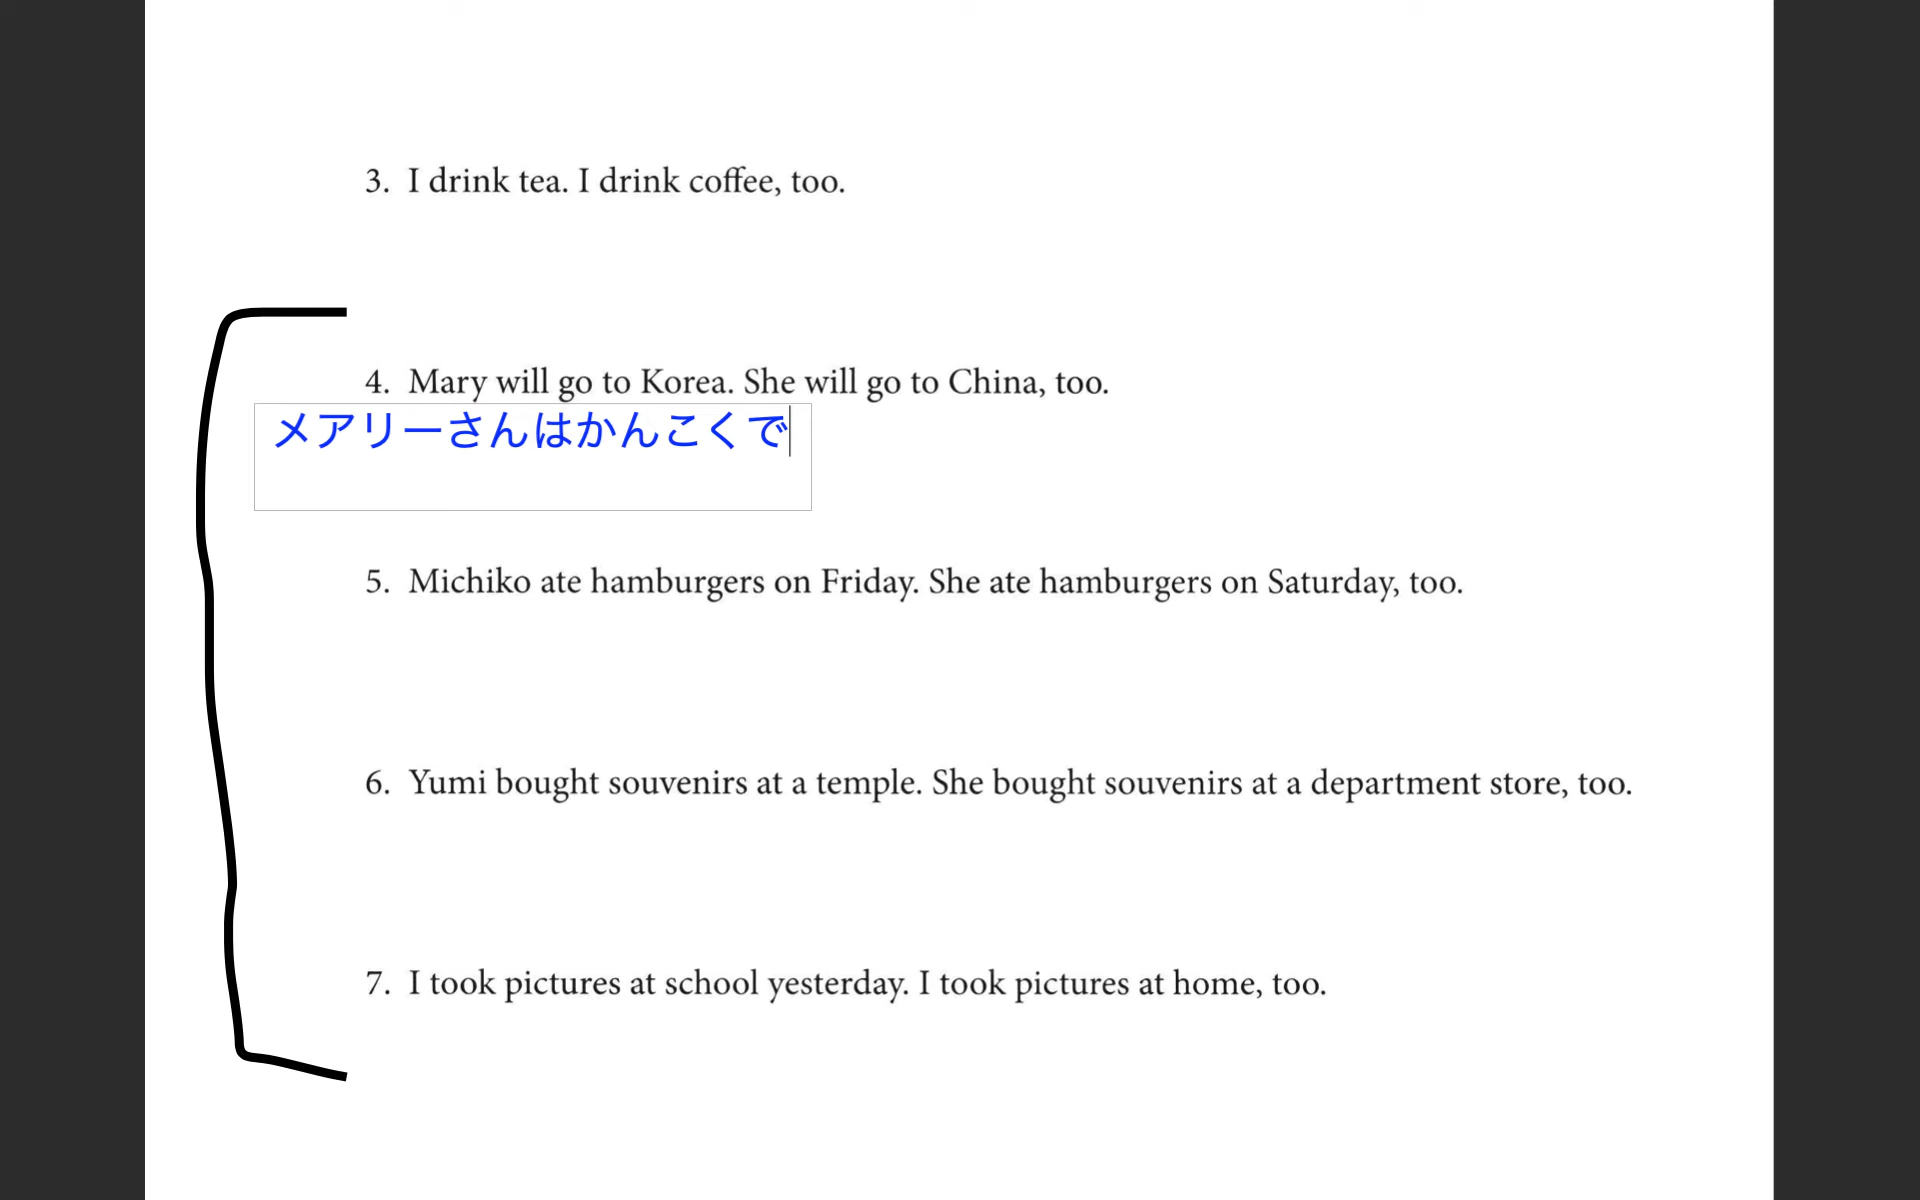 3. I drink tea. I drink coffee, too.
4. Mary will go to Korea. She will go to China, too.
メアリーさんはかんこくで
5. Michiko ate hamburgers on Friday. She ate hamburgers on Saturday, too.
6. Yumi bought souvenirs at a temple. She bought souvenirs at a department store, too.
7. I took pictures at school yesterday. I took pictures at home, too.